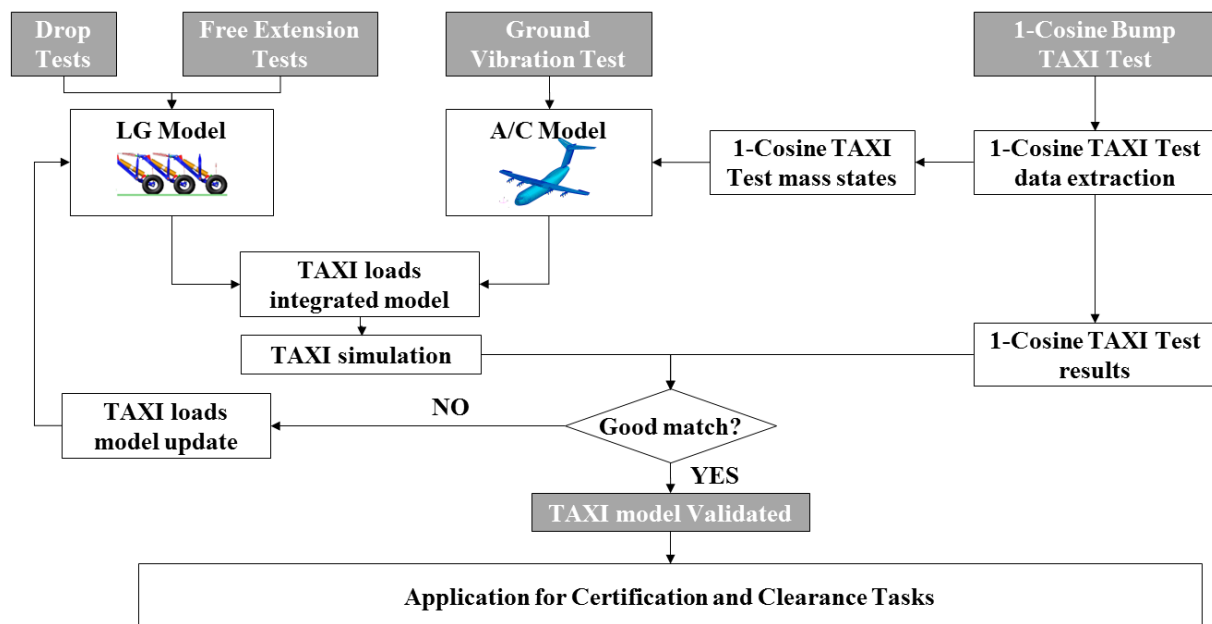 Drop
Tests
Free Extension
Tests
Ground
Vibration Test
1-Cosine Bump
TAXI Test
LG Model
A/C Model
1-Cosine TAXI
Test mass states
1-Cosine TAXI Test
data extraction
TAXI loads
integrated model
TAXI simulation
1-Cosine TAXI Test
results
TAXI loads
model update
NO
Good match?
YES
TAXI model Validated
Application for Certification and Clearance Tasks